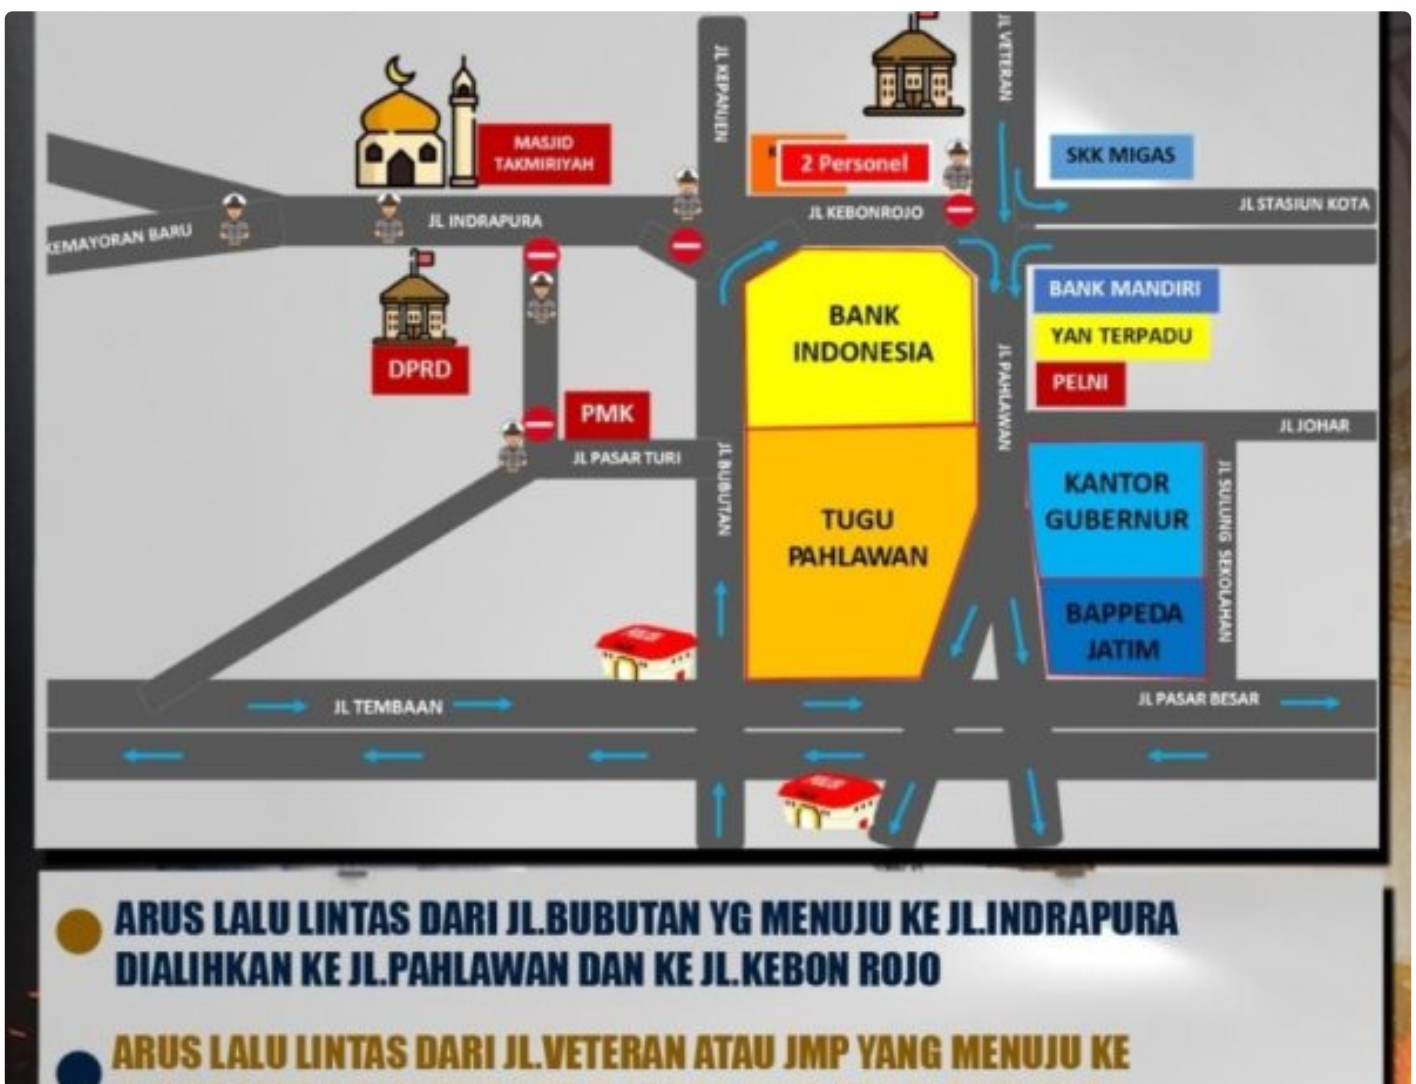 JL KEPANJEN
JL VETERAN
MASJID
TAKMIRIYAH
2 Personel
SKK MIGAS
JL STASIUN KOTA
JL KEBONROJO
JL INDRAPURA
KEMAYORAN BARU
BANK MANDIRI
YAN TERPADU
PELNI
BANK
INDONESIA
DPRD
PMK
JL PAHLAWAN
JL JOHAR
JL PASAR TURI
JL BUBUTAN
TUGU
PAHLAWAN
KANTOR
GUBERNUR
JL SULUNG SEKOLAHAN
BAPPEDA
JATIM
JL TEMBAAN
JL PASAR BESAR
ARUS LALU LINTAS DARI JL.BUBUTAN YG MENUJU KE JL.INDRAPURA
DIALIHKAN KE JL.PAHLAWAN DAN KE JL.KEBON ROJO
ARUS LALU LINTAS DARI JL.VETERAN ATAU JMP YANG MENUJU KE